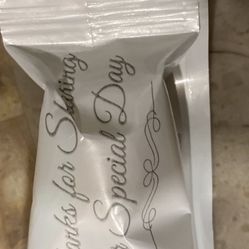 anks for Sharing
r Special Day